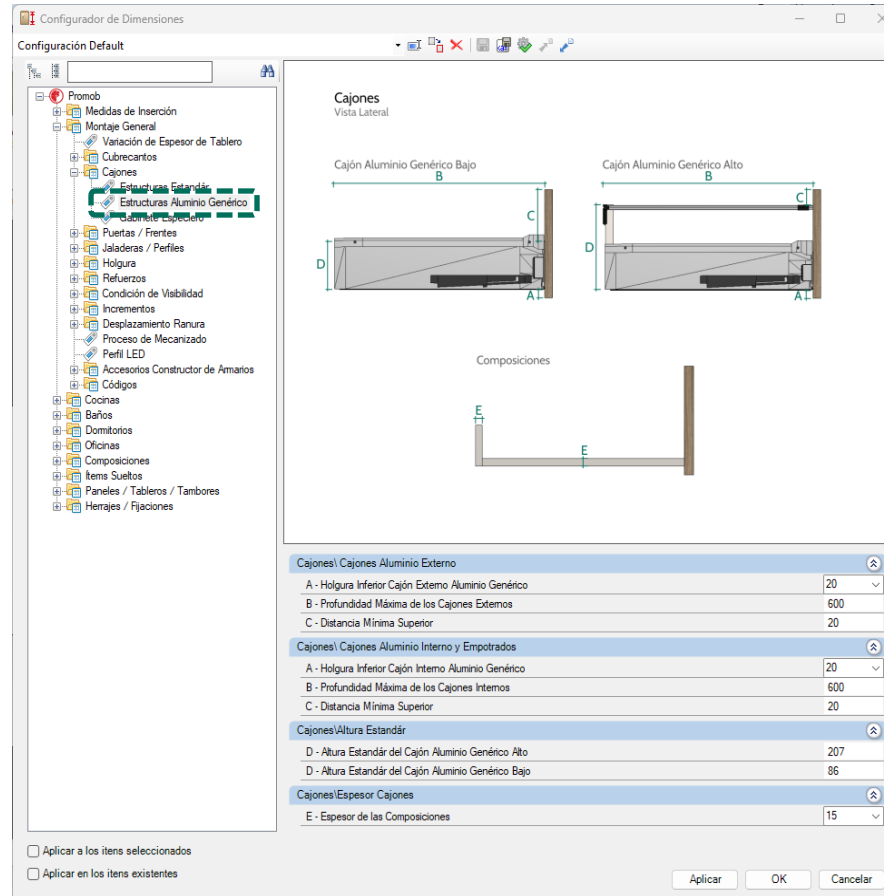 Configurador de Dimensiones
Configuración Default
Promob
Medidas de Inserción
Montaje General
Variación de Espesor de Tablero
Cubrecantos
Cajones
Estructuras Estandár
Estructuras Aluminio Genérico
Gabinete Especiero
Puertas / Frentes
Jaladeras / Perfiles
Holgura
Refuerzos
Condición de Visibilidad
Incrementos
Desplazamiento Ranura
Proceso de Mecanizado
Perfil LED
Accesorios Constructor de Armarios
Códigos
Cocinas
Baños
Dormitorios
Oficinas
Composiciones
Ítems Sueltos
Paneles / Tableros / Tambores
Herrajes / Fijaciones
Cajones
Vista Lateral
Cajón Aluminio Genérico Bajo
B
C
D
A
Cajón Aluminio Genérico Alto
B
C
D
A
Composiciones
E
E
Cajones\ Cajones Aluminio Externo
A - Holgura Inferior Cajón Externo Aluminio Genérico 20
B - Profundidad Máxima de los Cajones Externos 600
C - Distancia Mínima Superior 20
Cajones\ Cajones Aluminio Interno y Empotrados
A - Holgura Inferior Cajón Interno Aluminio Genérico 20
B - Profundidad Máxima de los Cajones Internos 600
C - Distancia Mínima Superior 20
Cajones\Altura Estandár
D - Altura Estandár del Cajón Aluminio Genérico Alto 207
D - Altura Estandár del Cajón Aluminio Genérico Bajo 86
Cajones\Espesor Cajones
E - Espesor de las Composiciones 15
Aplicar a los itens seleccionados
Aplicar en los itens existentes
Aplicar OK Cancelar